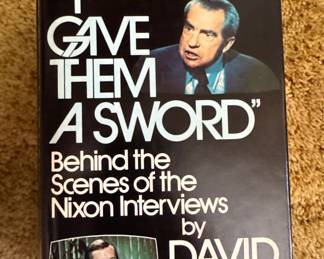 GAVE
THEM
A SWORD"
Behind the
Scenes of the
Nixon Interviews
by
DAVID